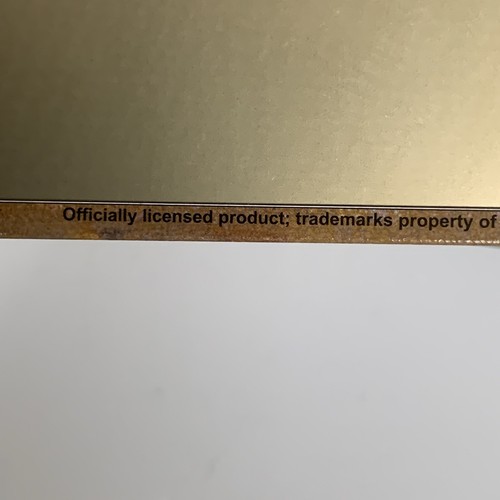 Officially licensed product; trademarks property of